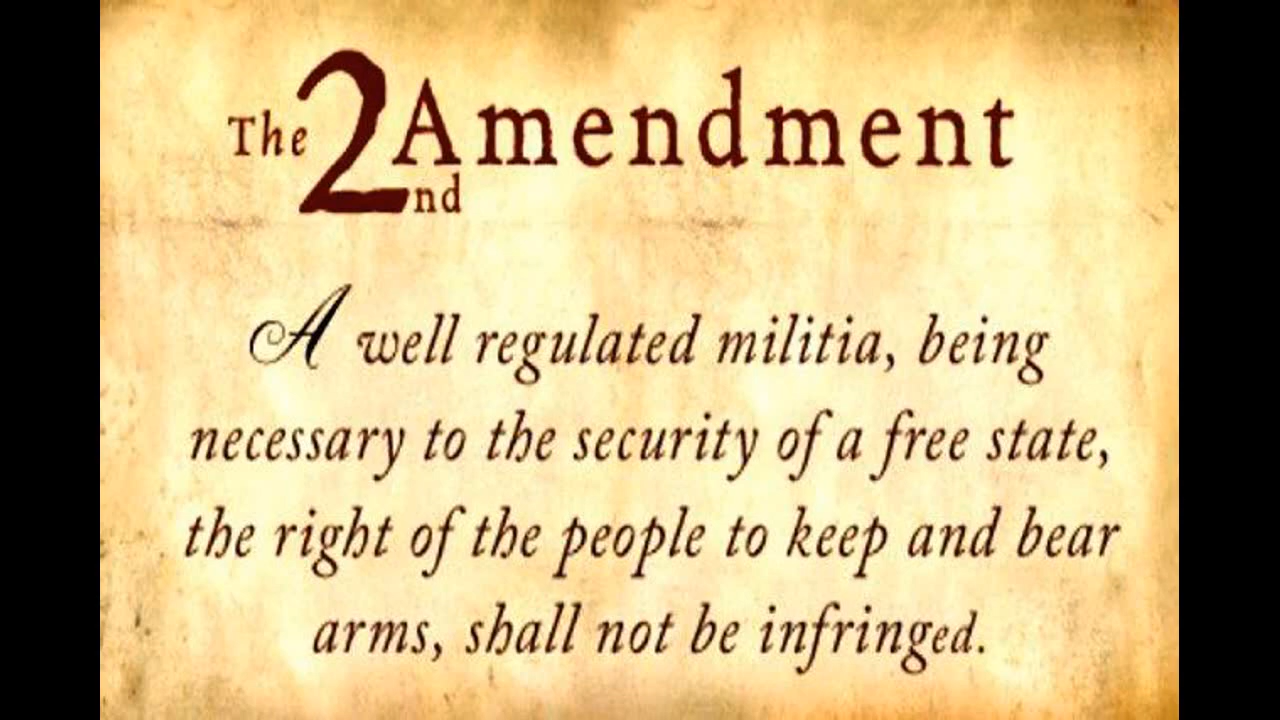 The 2nd Amendment
A well regulated militia, being
necessary to the security of a free state,
the right of the people to keep and bear
arms, shall not be infringed.